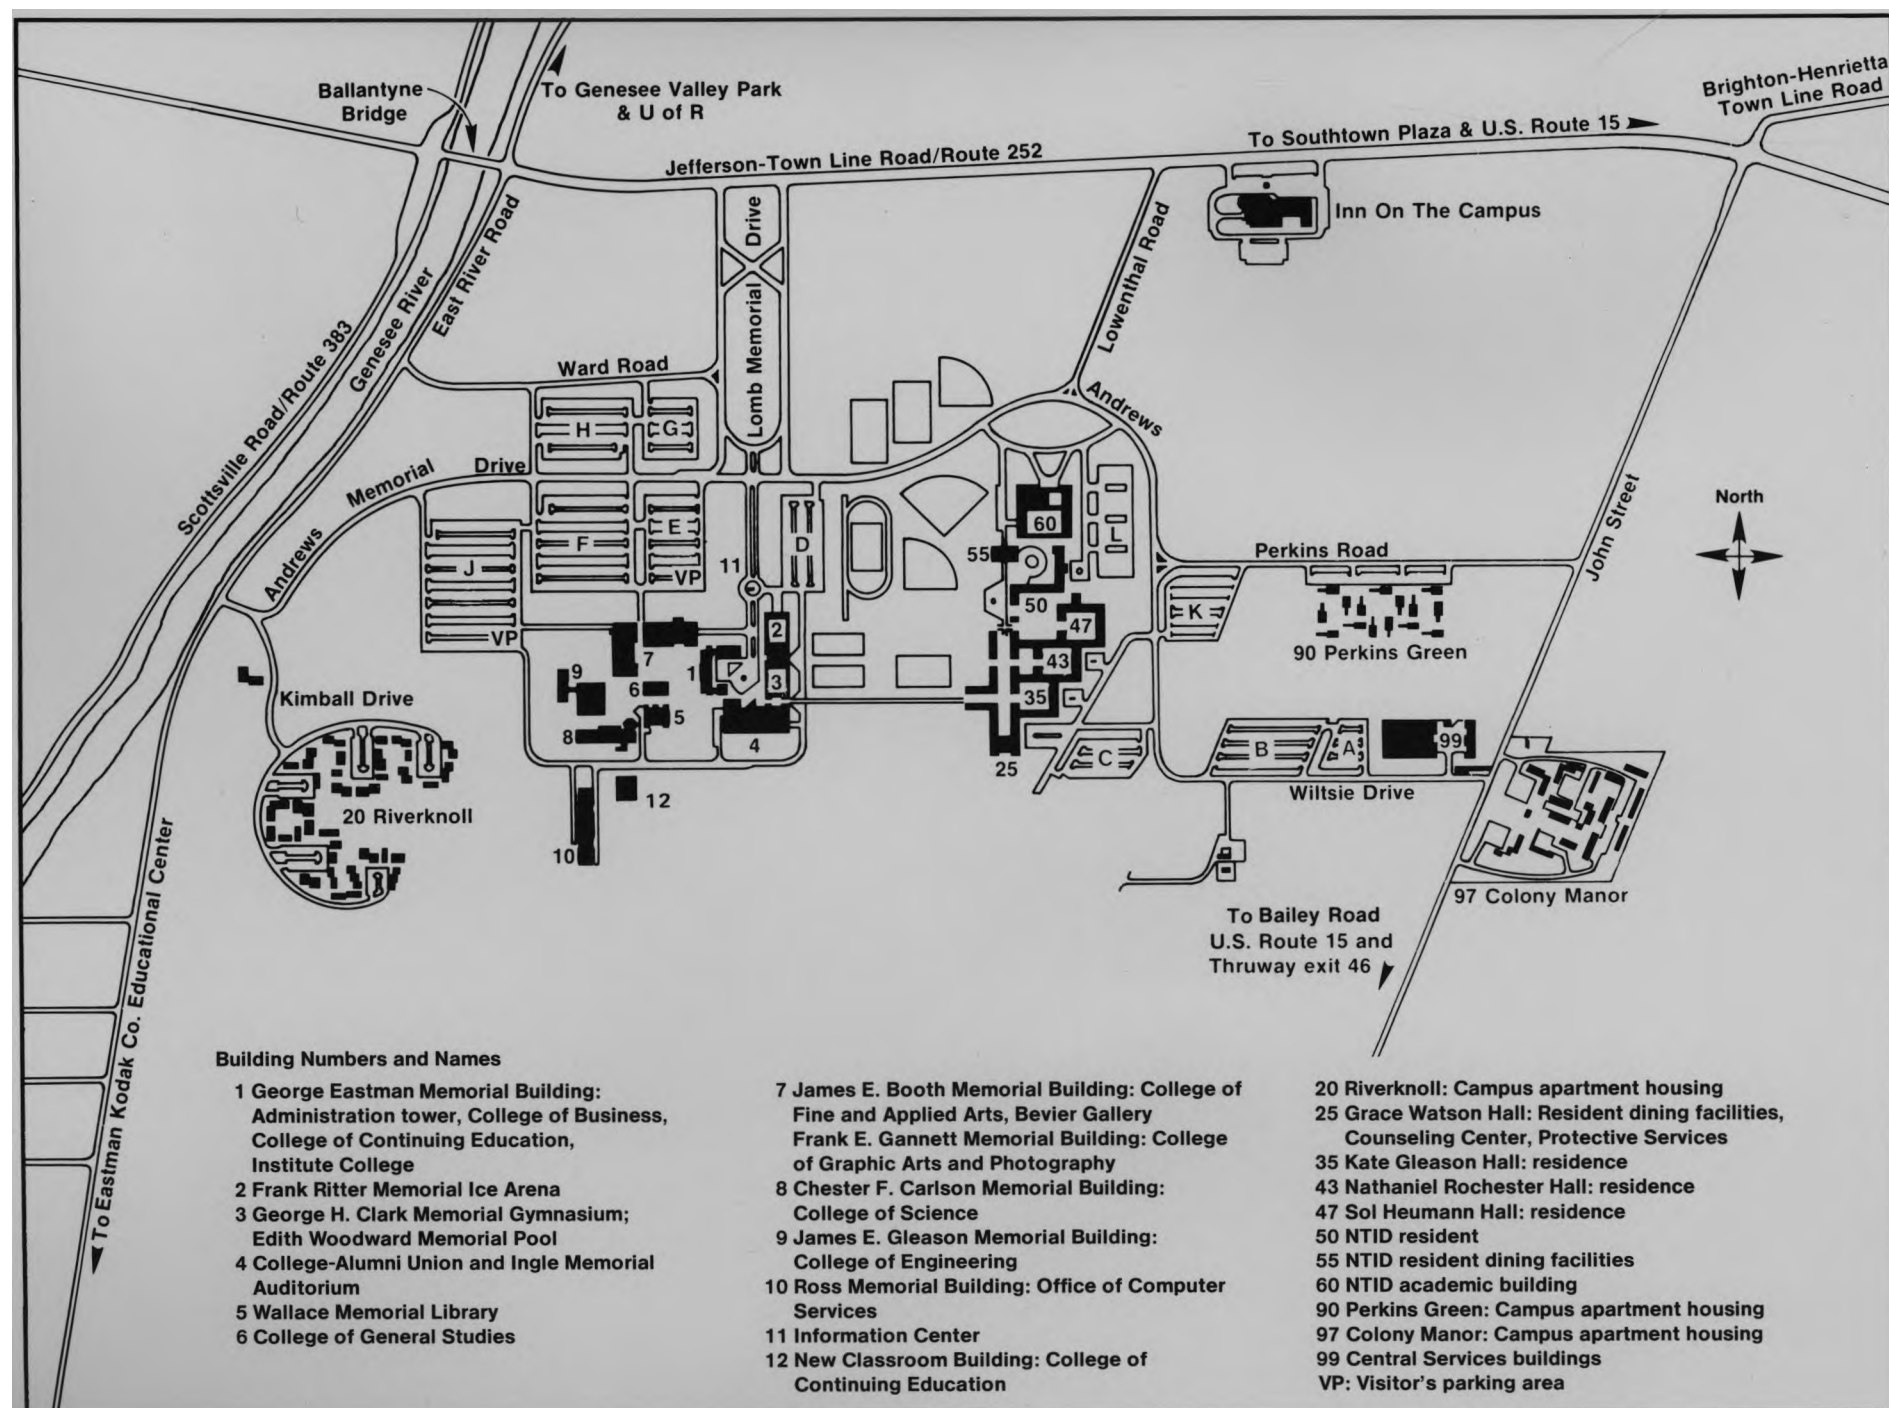 Ballantyne
Bridge
To Genesee Valley Park
& U of R
Brighton-Henrietta
Town Line Road
To Southtown Plaza & U.S. Route 15
Jefferson-Town Line Road/Route 252
Inn On The Campus
Scottsville Road/Route 383
Genesee River
East River Road
Lomb Memorial
Drive
Lowenthal Road
Ward Road
Andrews
H
G
Andrews
Memorial
Drive
John Street
North
60
E
F
D
L
J
11
55
Perkins Road
VP
50
K
2
47
VP
7
90 Perkins Green
9
1
43
6
3
35
Kimball Drive
5
8
4
25
C
B
A
99
Wiltsie Drive
12
20 Riverknoll
10
97 Colony Manor
To Bailey Road
U.S. Route 15 and
Thruway exit 46
To Eastman Kodak Co. Educational Center
Building Numbers and Names
1 George Eastman Memorial Building:
Administration tower, College of Business,
College of Continuing Education,
Institute College
2 Frank Ritter Memorial Ice Arena
3 George H. Clark Memorial Gymnasium;
Edith Woodward Memorial Pool
4 College-Alumni Union and Ingle Memorial
Auditorium
5 Wallace Memorial Library
6 College of General Studies
7 James E. Booth Memorial Building: College of
Fine and Applied Arts, Bevier Gallery
Frank E. Gannett Memorial Building: College
of Graphic Arts and Photography
8 Chester F. Carlson Memorial Building:
College of Science
9 James E. Gleason Memorial Building:
College of Engineering
10 Ross Memorial Building: Office of Computer
Services
11 Information Center
12 New Classroom Building: College of
Continuing Education
20 Riverknoll: Campus apartment housing
25 Grace Watson Hall: Resident dining facilities,
Counseling Center, Protective Services
35 Kate Gleason Hall: residence
43 Nathaniel Rochester Hall: residence
47 Sol Heumann Hall: residence
50 NTID resident
55 NTID resident dining facilities
60 NTID academic building
90 Perkins Green: Campus apartment housing
97 Colony Manor: Campus apartment housing
99 Central Services buildings
VP: Visitor's parking area